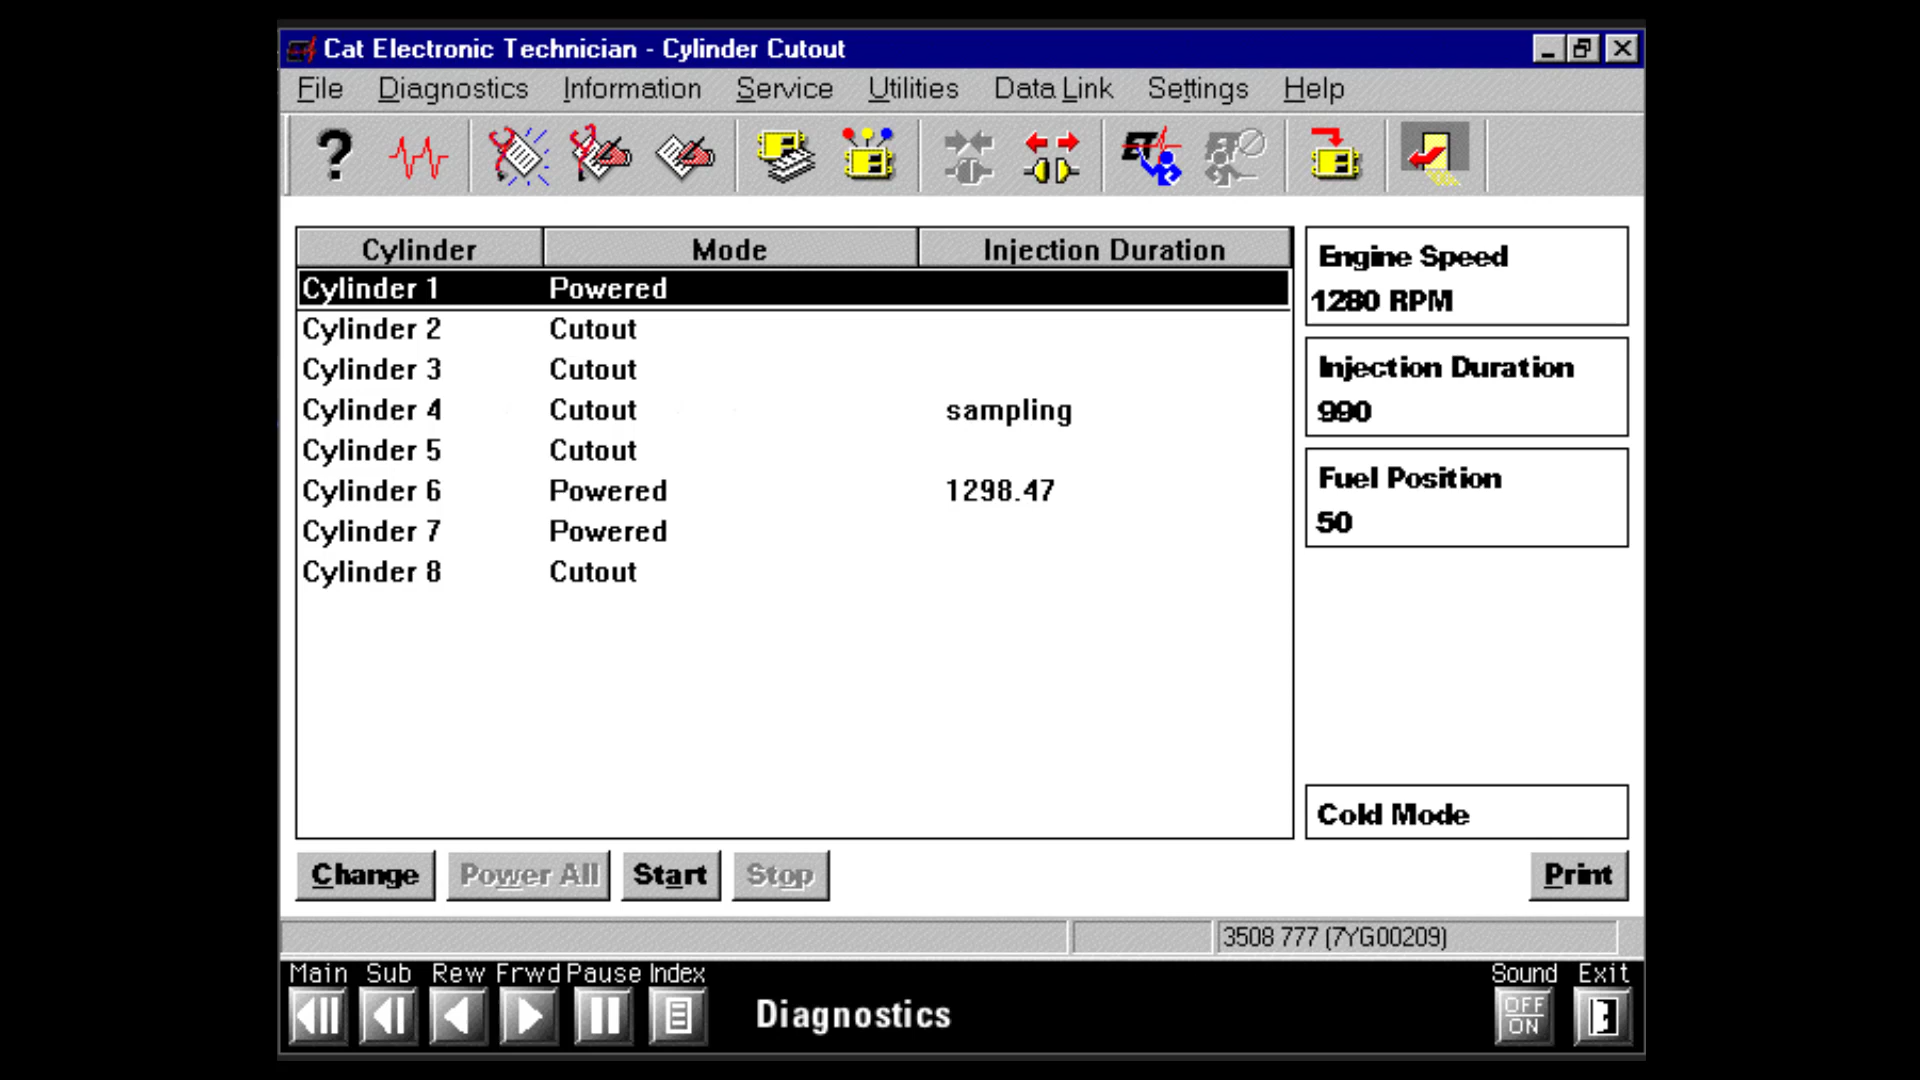 Cat Electronic Technician - Cylinder Cutout
File Diagnostics Information Service Utilities Data Link Settings Help
Cylinder Mode Injection Duration
Cylinder 1 Powered
Cylinder 2 Cutout
Cylinder 3 Cutout
Cylinder 4 Cutout sampling
Cylinder 5 Cutout
Cylinder 6 Powered 1298.47
Cylinder 7 Powered
Cylinder 8 Cutout
Engine Speed
1280 RPM
Injection Duration
990
Fuel Position
50
Cold Mode
Change Power All Start Stop Print
3508 777 (7YG00209)
Main Sub Rew Frwd Pause Index
Diagnostics
Sound Exit
OFF
ON